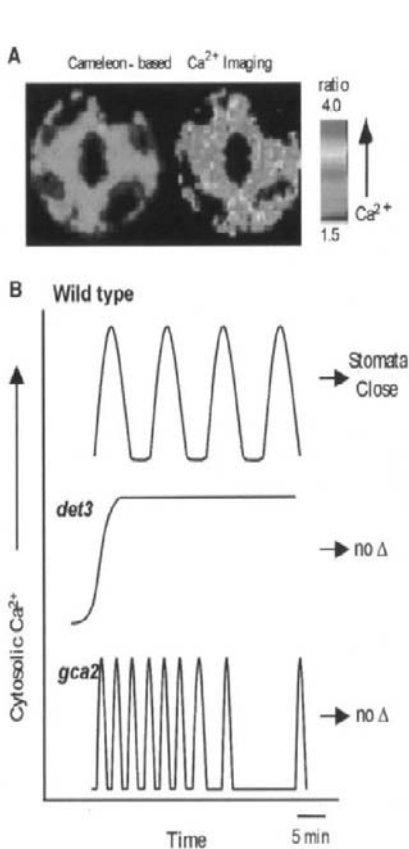 A
Cameleon - based Ca²⁺ Imaging
ratio
4.0
Ca²⁺
1.5
B
Wild type
Stomata
Close
det3
no Δ
gca2
no Δ
Cytosolic Ca²⁺
Time
5 min